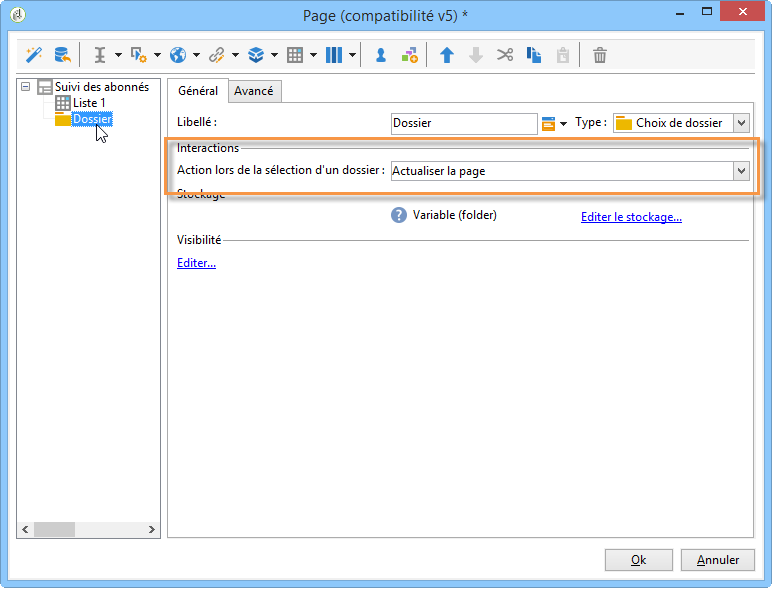 Page (compatibilité v5) *
Suivi des abonnés
Liste 1
Dossier
Général Avancé
Libellé : Dossier Type : Choix de dossier
Interactions
Action lors de la sélection d'un dossier : Actualiser la page
Stockage
? Variable (folder) Editer le stockage...
Visibilité
Editer...
Ok Annuler